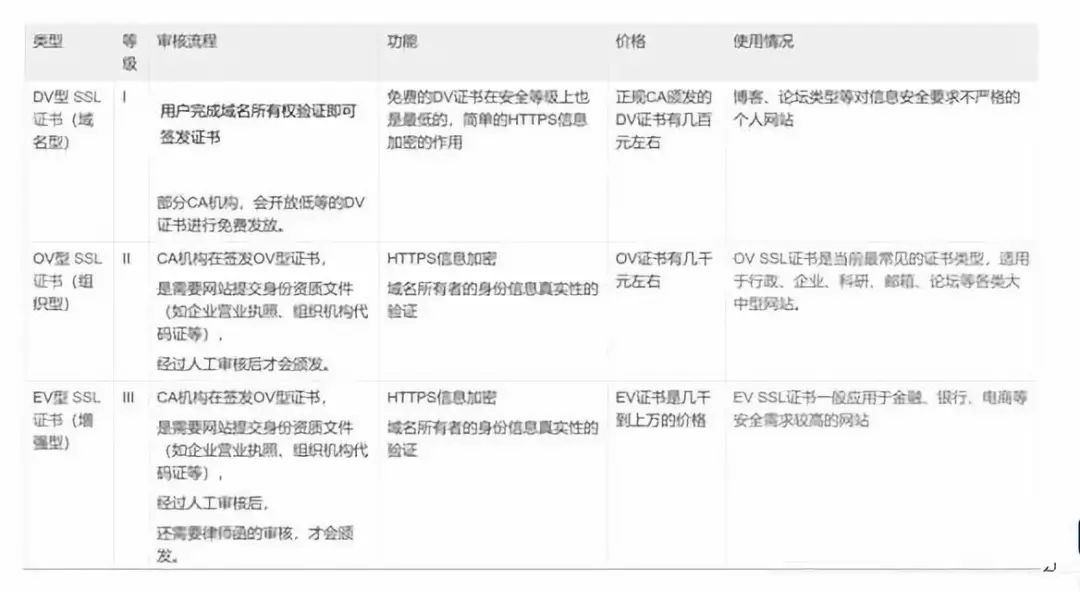 类型
等
级
审核流程
功能
价格
使用情况
DV型 SSL
证书（域
名型）
I
用户完成域名所有权验证即可
签发证书
部分CA机构，会开放低等的DV
证书进行免费发放。
免费的DV证书在安全等级上也
是最低的，简单的HTTPS信息
加密的作用
正规CA颁发的
DV证书有几百
元左右
博客、论坛类型等对信息安全要求不严格的
个人网站
OV型 SSL
证书（组
织型）
II
CA机构在签发OV型证书，
是需要网站提交身份资质文件
（如企业营业执照、组织机构代
码证等），
经过人工审核后才会颁发。
HTTPS信息加密
域名所有者的身份信息真实性的
验证
OV证书有几千
元左右
OV SSL证书是当前最常见的证书类型，适用
于行政、企业、科研、邮箱、论坛等各类大
中型网站。
EV型 SSL
证书（增
强型）
III
CA机构在签发OV型证书，
是需要网站提交身份资质文件
（如企业营业执照、组织机构代
码证等），
经过人工审核后，
还需要律师函的审核，才会颁
发。
HTTPS信息加密
域名所有者的身份信息真实性的
验证
EV证书是几千
到上万的价格
EV SSL证书一般应用于金融、银行、电商等
安全需求较高的网站